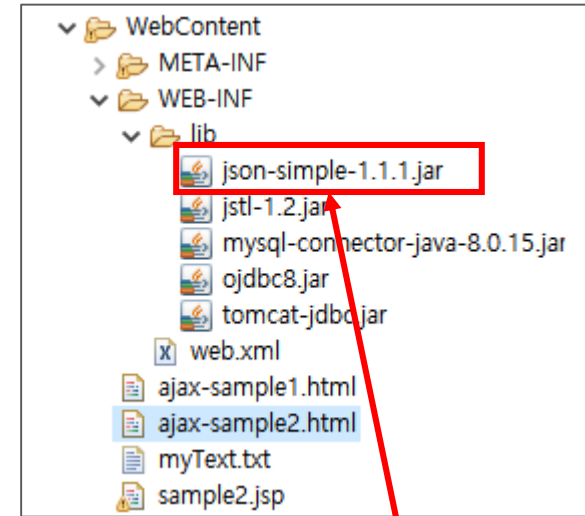 WebContent
META-INF
WEB-INF
lib
json-simple-1.1.1.jar
jstl-1.2.jar
mysql-connector-java-8.0.15.jar
ojdbc8.jar
tomcat-jdbc.jar
web.xml
ajax-sample1.html
ajax-sample2.html
myText.txt
sample2.jsp